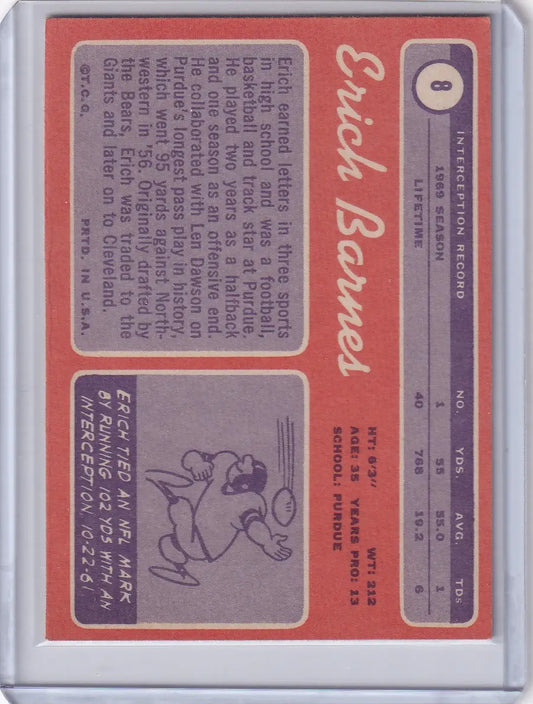 8
INTERCEPTION RECORD NO. YDS. AVG. TDs
1969 SEASON 1 55 55.0 1
LIFETIME 40 768 19.2 6
Erich Barnes
HT: 6'3" WT: 212
AGE: 35 YEARS PRO: 13
SCHOOL: PURDUE
Erich earned letters in three sports
in high school and was a football,
basketball and track star at Purdue.
He played two years as a halfback
and one season as an offensive end.
He collaborated with Len Dawson on
Purdue's longest pass play in history,
which went 95 yards against North-
western in '56. Originally drafted by
the Bears, Erich was traded to the
Giants and later on to Cleveland.
©T.C.G. PRTD. IN U.S.A.
ERICH TIED AN NFL MARK
BY RUNNING 102 YDS WITH AN
INTERCEPTION, 10-22-61